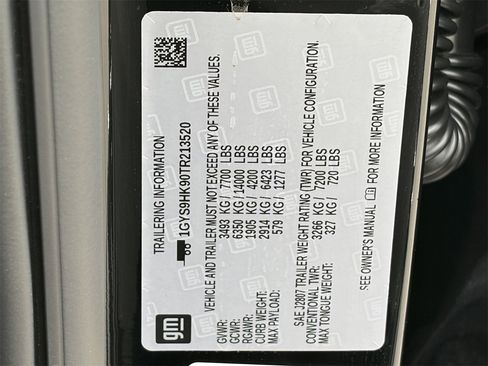 gm
TRAILERING INFORMATION
1GYS9HK90TR213520
VEHICLE AND TRAILER MUST NOT EXCEED ANY OF THESE VALUES.
GVWR: 3493 KG / 7700 LBS
GCWR: 6350 KG / 14000 LBS
RGAWR: 1905 KG / 4200 LBS
CURB WEIGHT: 2914 KG / 6423 LBS
MAX PAYLOAD: 579 KG / 1277 LBS
SAE J2807 TRAILER WEIGHT RATING (TWR) FOR VEHICLE CONFIGURATION.
CONVENTIONAL TWR: 3266 KG / 7200 LBS
MAX TONGUE WEIGHT: 327 KG / 720 LBS
SEE OWNER'S MANUAL FOR MORE INFORMATION